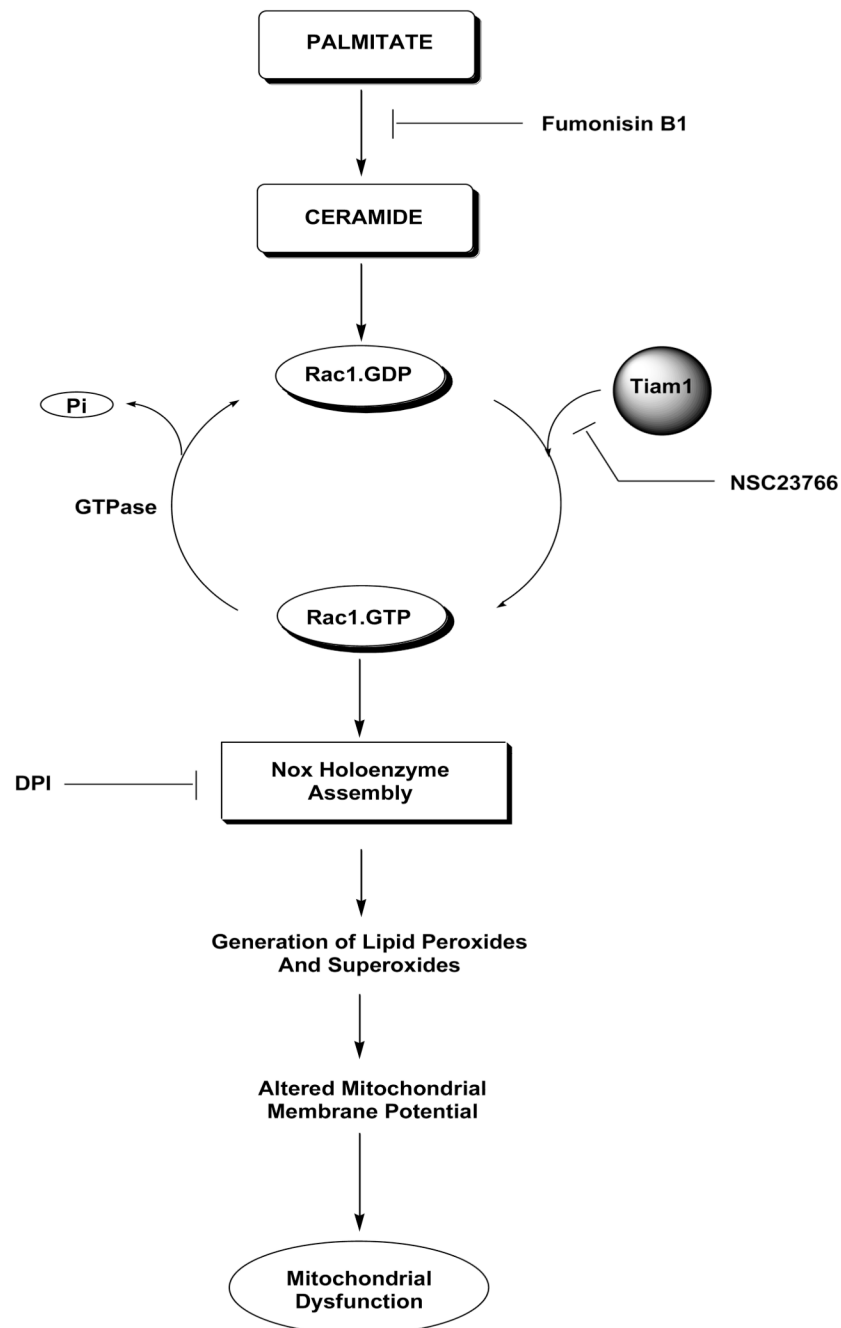 PALMITATE
Fumonisin B1
CERAMIDE
Rac1.GDP
Tiam1
Pi
NSC23766
GTPase
Rac1.GTP
Nox Holoenzyme
Assembly
DPI
Generation of Lipid Peroxides
And Superoxides
Altered Mitochondrial
Membrane Potential
Mitochondrial
Dysfunction